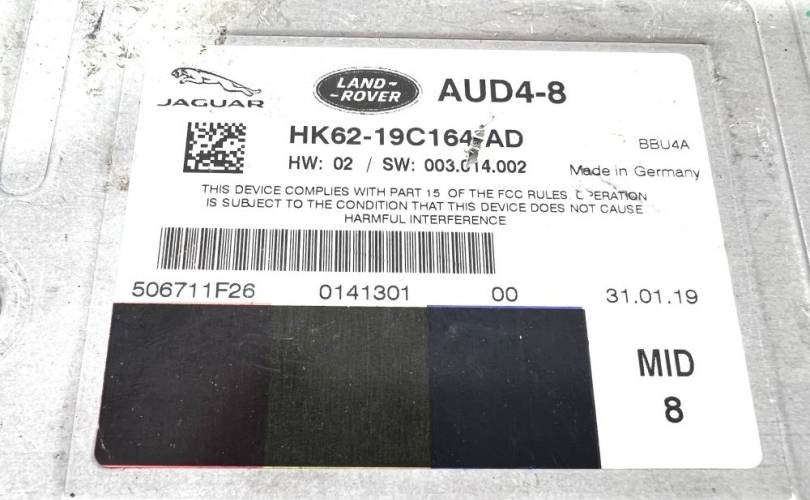 JAGUAR
LAND-
-ROVER
AUD4-8
HK62-19C164-AD
HW: 02 / SW: 003.014.002
BBU4A
Made in Germany
THIS DEVICE COMPLIES WITH PART 15 OF THE FCC RULES OPERATION
IS SUBJECT TO THE CONDITION THAT THIS DEVICE DOES NOT CAUSE
HARMFUL INTERFERENCE
506711F26 0141301 00 31.01.19
MID
8